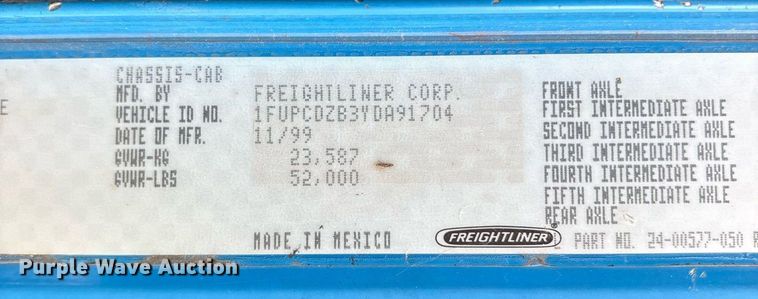 CHASSIS-CAB
MFD. BY FREIGHTLINER CORP.
VEHICLE ID NO. 1FVPCDZB3YDA91704
DATE OF MFR. 11/99
GVWR-KG 23,587
GVWR-LBS 52,000
E
FRONT AXLE
FIRST INTERMEDIATE AXLE
SECOND INTERMEDIATE AXLE
THIRD INTERMEDIATE AXLE
FOURTH INTERMEDIATE AXLE
FIFTH INTERMEDIATE AXLE
REAR AXLE
MADE IN MEXICO FREIGHTLINER PART NO. 24-00577-050 R
Purple Wave Auction